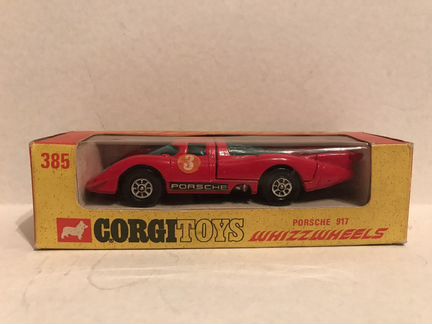 385
3
PORSCHE
CORGI TOYS
PORSCHE 917
WHIZZWHEELS